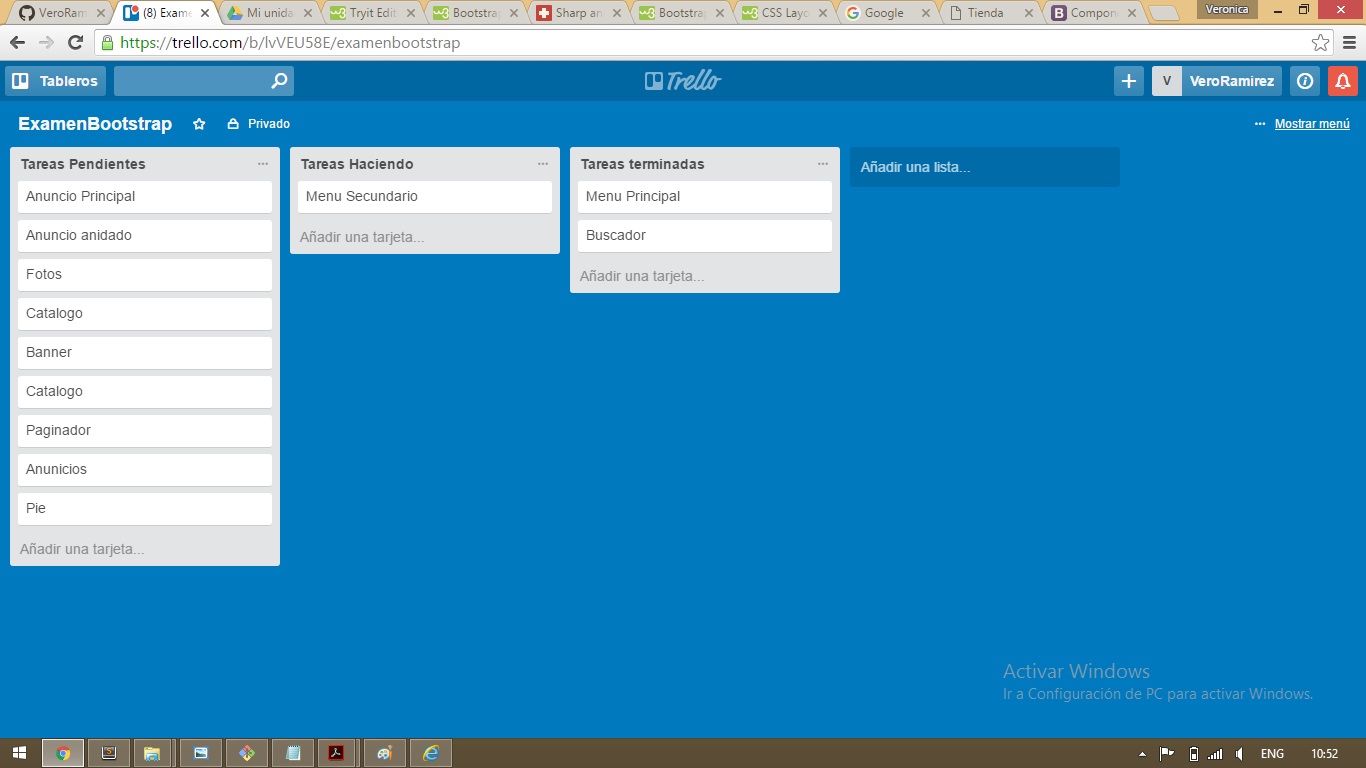 VeroRam
(8) Exame
Mi unida
Tryit Edit
Bootstrap
Sharp an
Bootstrap
CSS Layo
Google
Tienda
Compon
Veronica
https://trello.com/b/lvVEU58E/examenbootstrap
Tableros
Trello
V
VeroRamirez
ExamenBootstrap
Privado
Mostrar menú
Tareas Pendientes
Anuncio Principal
Anuncio anidado
Fotos
Catalogo
Banner
Catalogo
Paginador
Anunicios
Pie
Añadir una tarjeta...
Tareas Haciendo
Menu Secundario
Añadir una tarjeta...
Tareas terminadas
Menu Principal
Buscador
Añadir una tarjeta...
Añadir una lista...
Activar Windows
Ir a Configuración de PC para activar Windows.
ENG
10:52